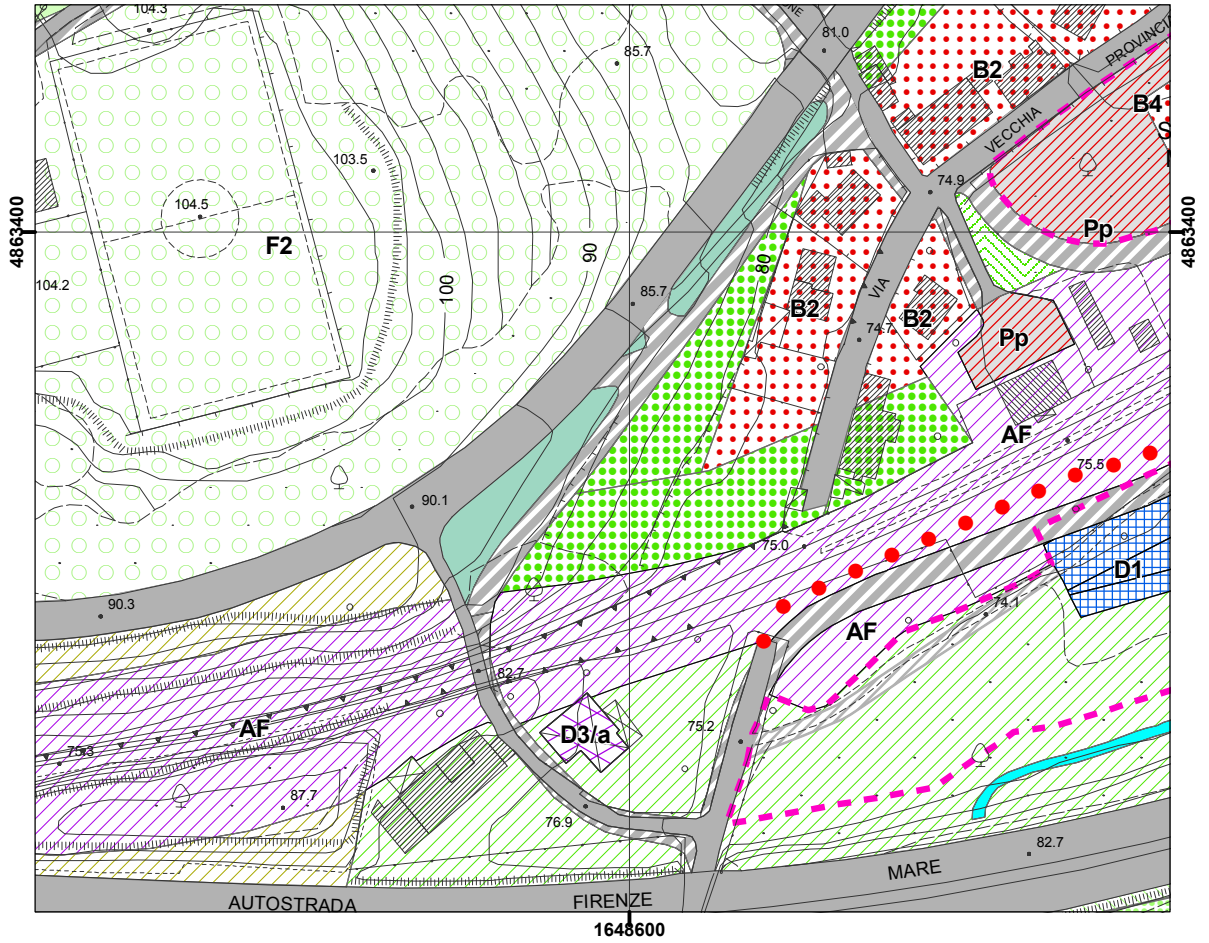 104.3
NE
81.0
85.7
B2
PROVINCIA
B4
VECCHIA
S
103.5
74.9
104.5
4863400
F2
Pp
4863400
90
80
104.2
100
85.7
VIA
B2
B2
74.7
Pp
AF
75.5
90.1
75.0
D1
90.3
74.1
AF
82.7
AF
D3/a
75.2
75.3
87.7
76.9
82.7
MARE
AUTOSTRADA
FIRENZE
1648600